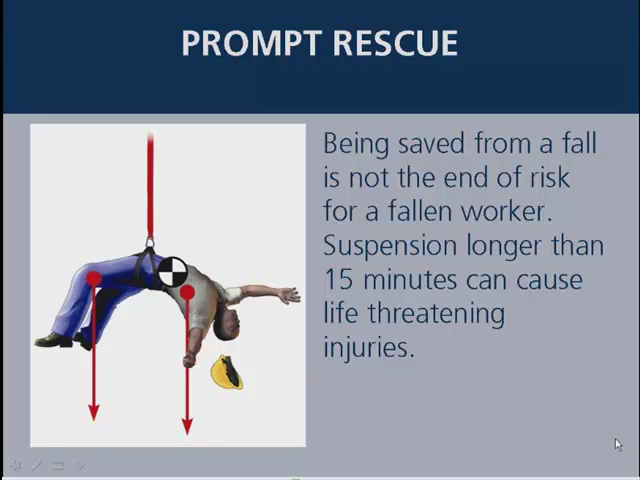 PROMPT RESCUE
Being saved from a fall
is not the end of risk
for a fallen worker.
Suspension longer than
15 minutes can cause
life threatening
injuries.